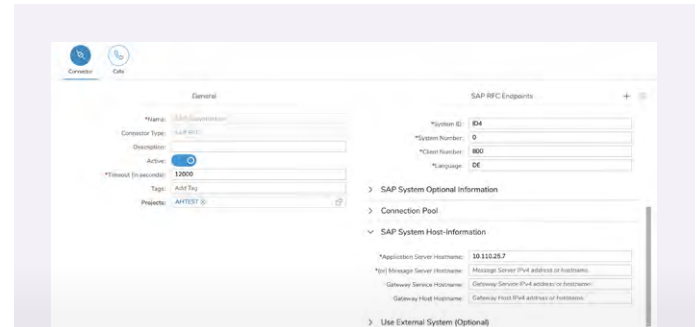 Connector Calls
General
*Name:
Connector Type: SAP RFC
Description:
Active:
*Timeout (in seconds): 12000
Tags: Add Tag
Projects: AHTEST
SAP RFC Endpoints +
*System ID: ID4
*System Number: 0
*Client Number: 800
*Language: DE
> SAP System Optional Information
> Connection Pool
SAP System Host-Information
*Application Server Hostname: 10.110.25.7
*(or) Message Server Hostname: Message Server IPv4 address or hostname.
Gateway Service Hostname: Gateway Service IPv4 address or hostname.
Gateway Host Hostname: Gateway Host IPv4 address or hostname.
> Use External System (Optional)